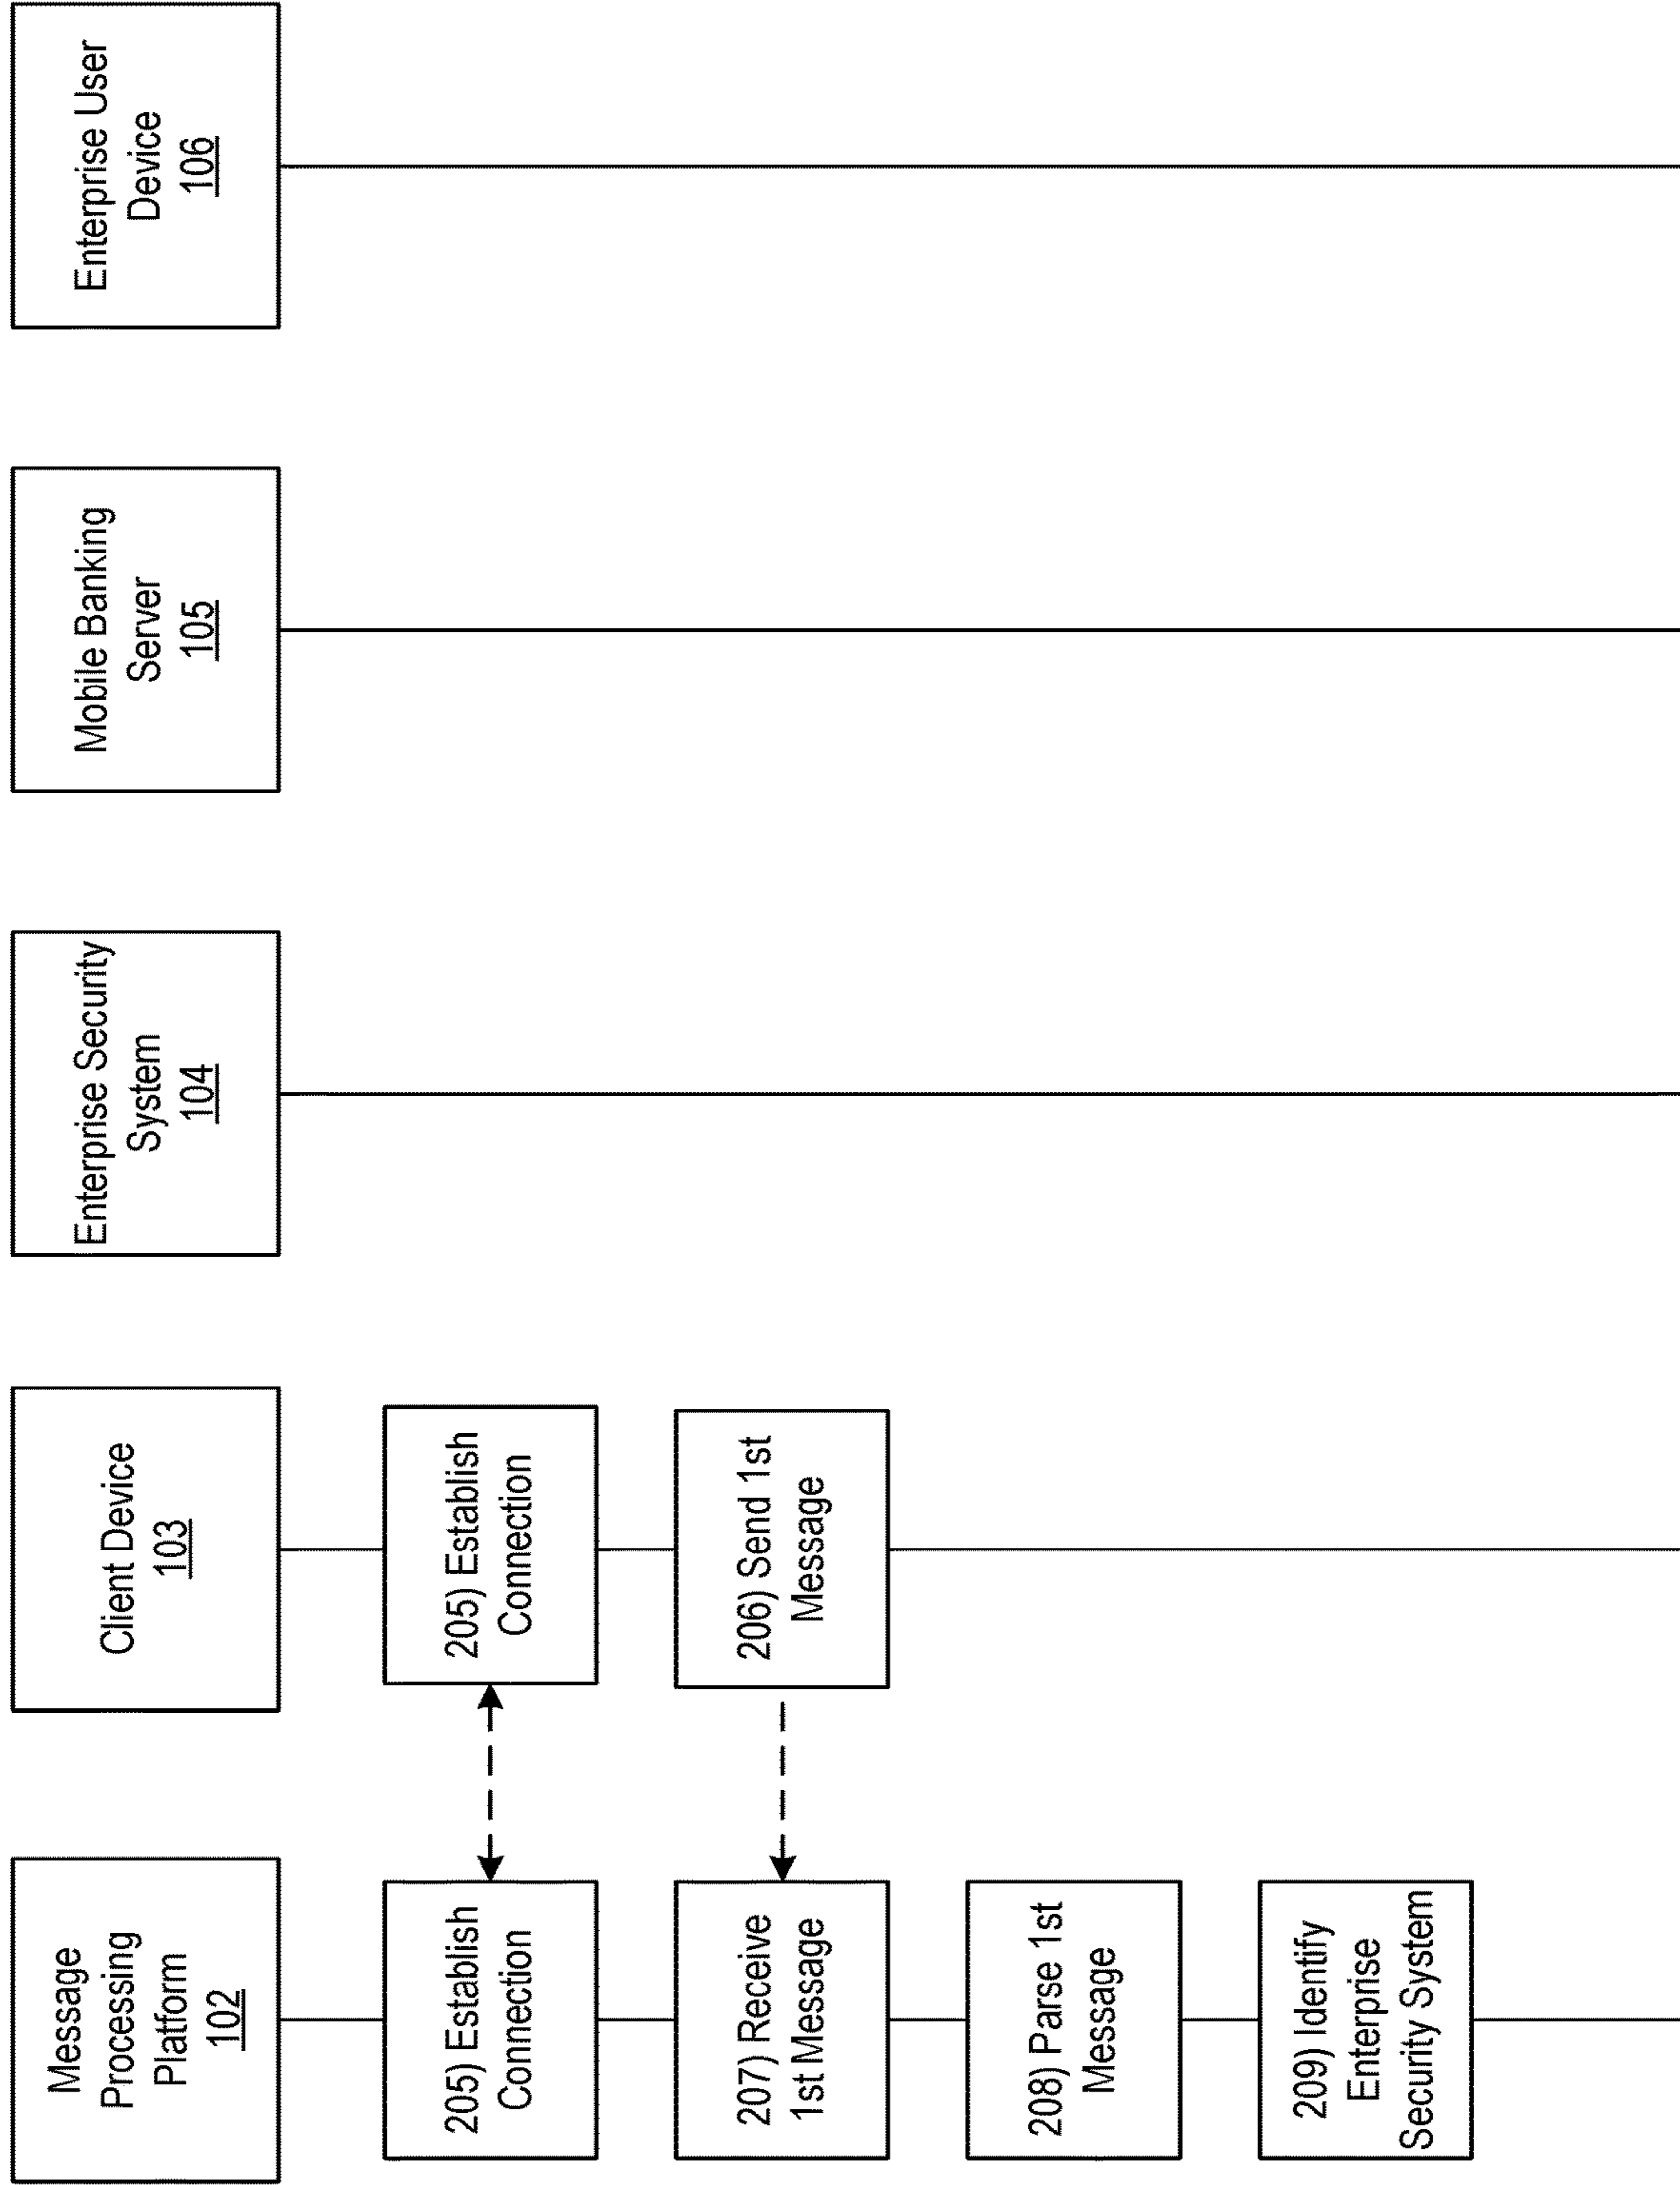 Message
Processing
Platform
102
Client Device
103
Enterprise Security
System
104
Mobile Banking
Server
105
Enterprise User
Device
106
205) Establish
Connection
205) Establish
Connection
207) Receive
1st Message
206) Send 1st
Message
208) Parse 1st
Message
209) Identify
Enterprise
Security System